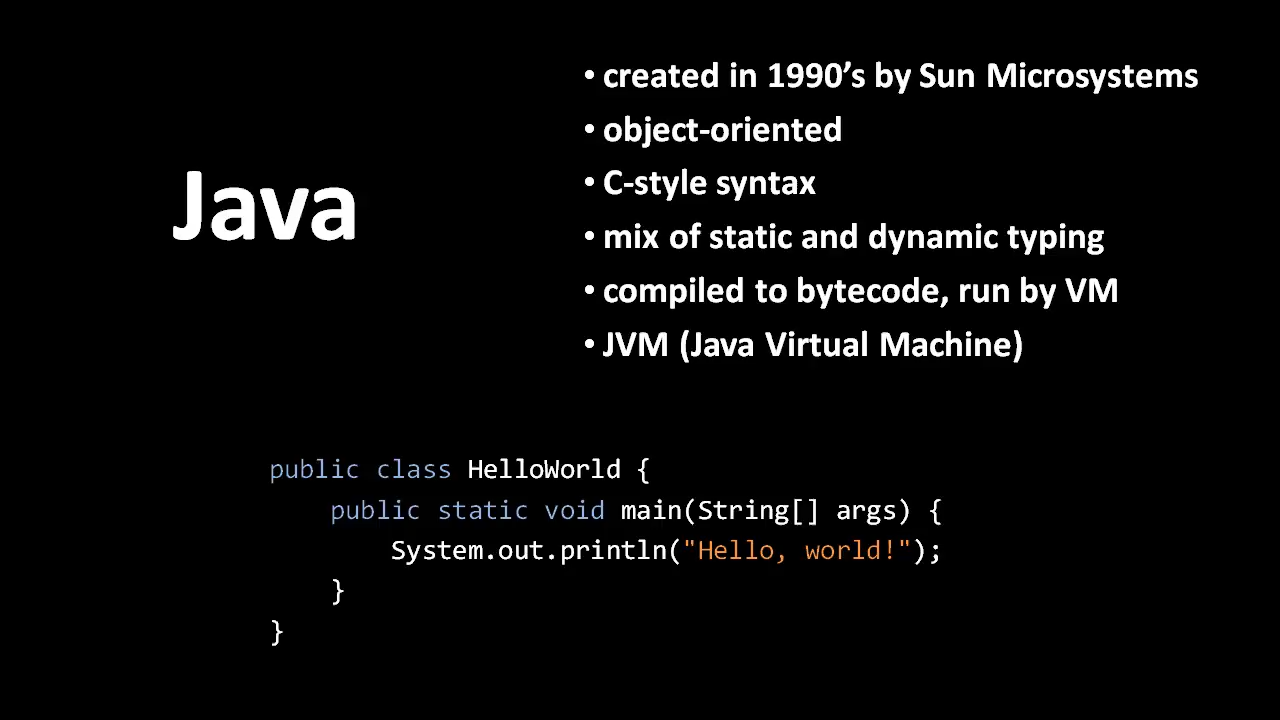 Java
• created in 1990’s by Sun Microsystems
• object-oriented
• C-style syntax
• mix of static and dynamic typing
• compiled to bytecode, run by VM
• JVM (Java Virtual Machine)
public class HelloWorld {
    public static void main(String[] args) {
        System.out.println("Hello, world!");
    }
}